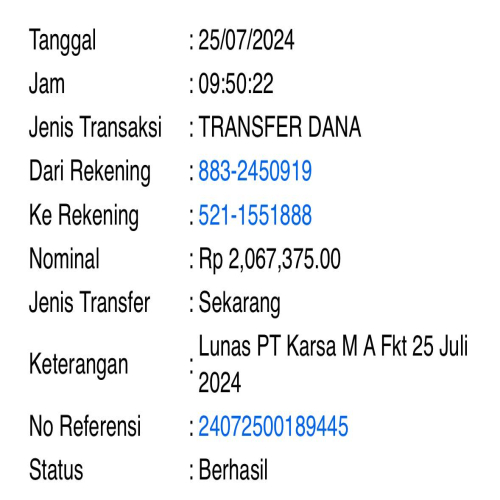 Tanggal : 25/07/2024
Jam : 09:50:22
Jenis Transaksi : TRANSFER DANA
Dari Rekening : 883-2450919
Ke Rekening : 521-1551888
Nominal : Rp 2,067,375.00
Jenis Transfer : Sekarang
Keterangan : Lunas PT Karsa M A Fkt 25 Juli
2024
No Referensi : 24072500189445
Status : Berhasil